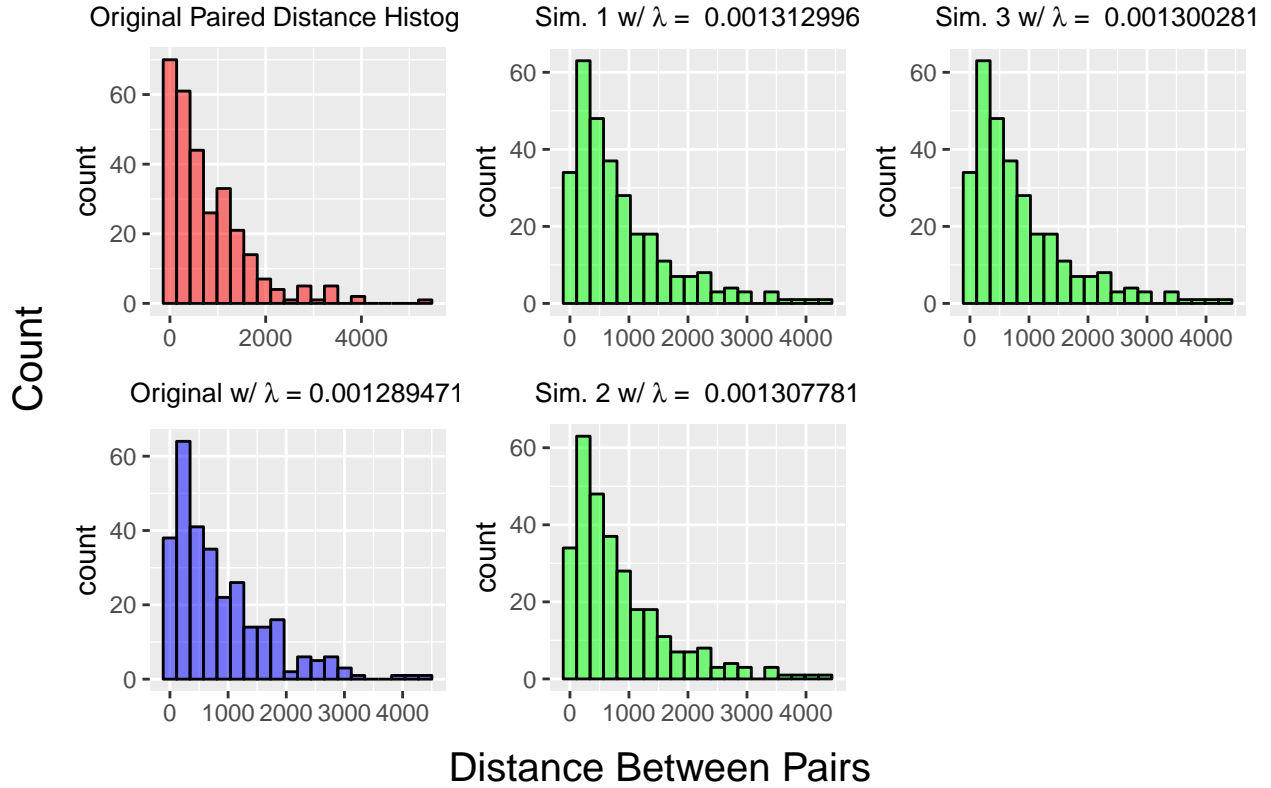 Original Paired Distance Histog
Sim. 1 w/ λ = 0.001312996
Sim. 3 w/ λ = 0.001300281
count
60
40
20
0
0 2000 4000
count
60
40
20
0
0 1000 2000 3000 4000
count
60
40
20
0
0 1000 2000 3000 4000
Count
Original w/ λ = 0.001289471
Sim. 2 w/ λ = 0.001307781
count
60
40
20
0
0 1000 2000 3000 4000
count
60
40
20
0
0 1000 2000 3000 4000
Distance Between Pairs